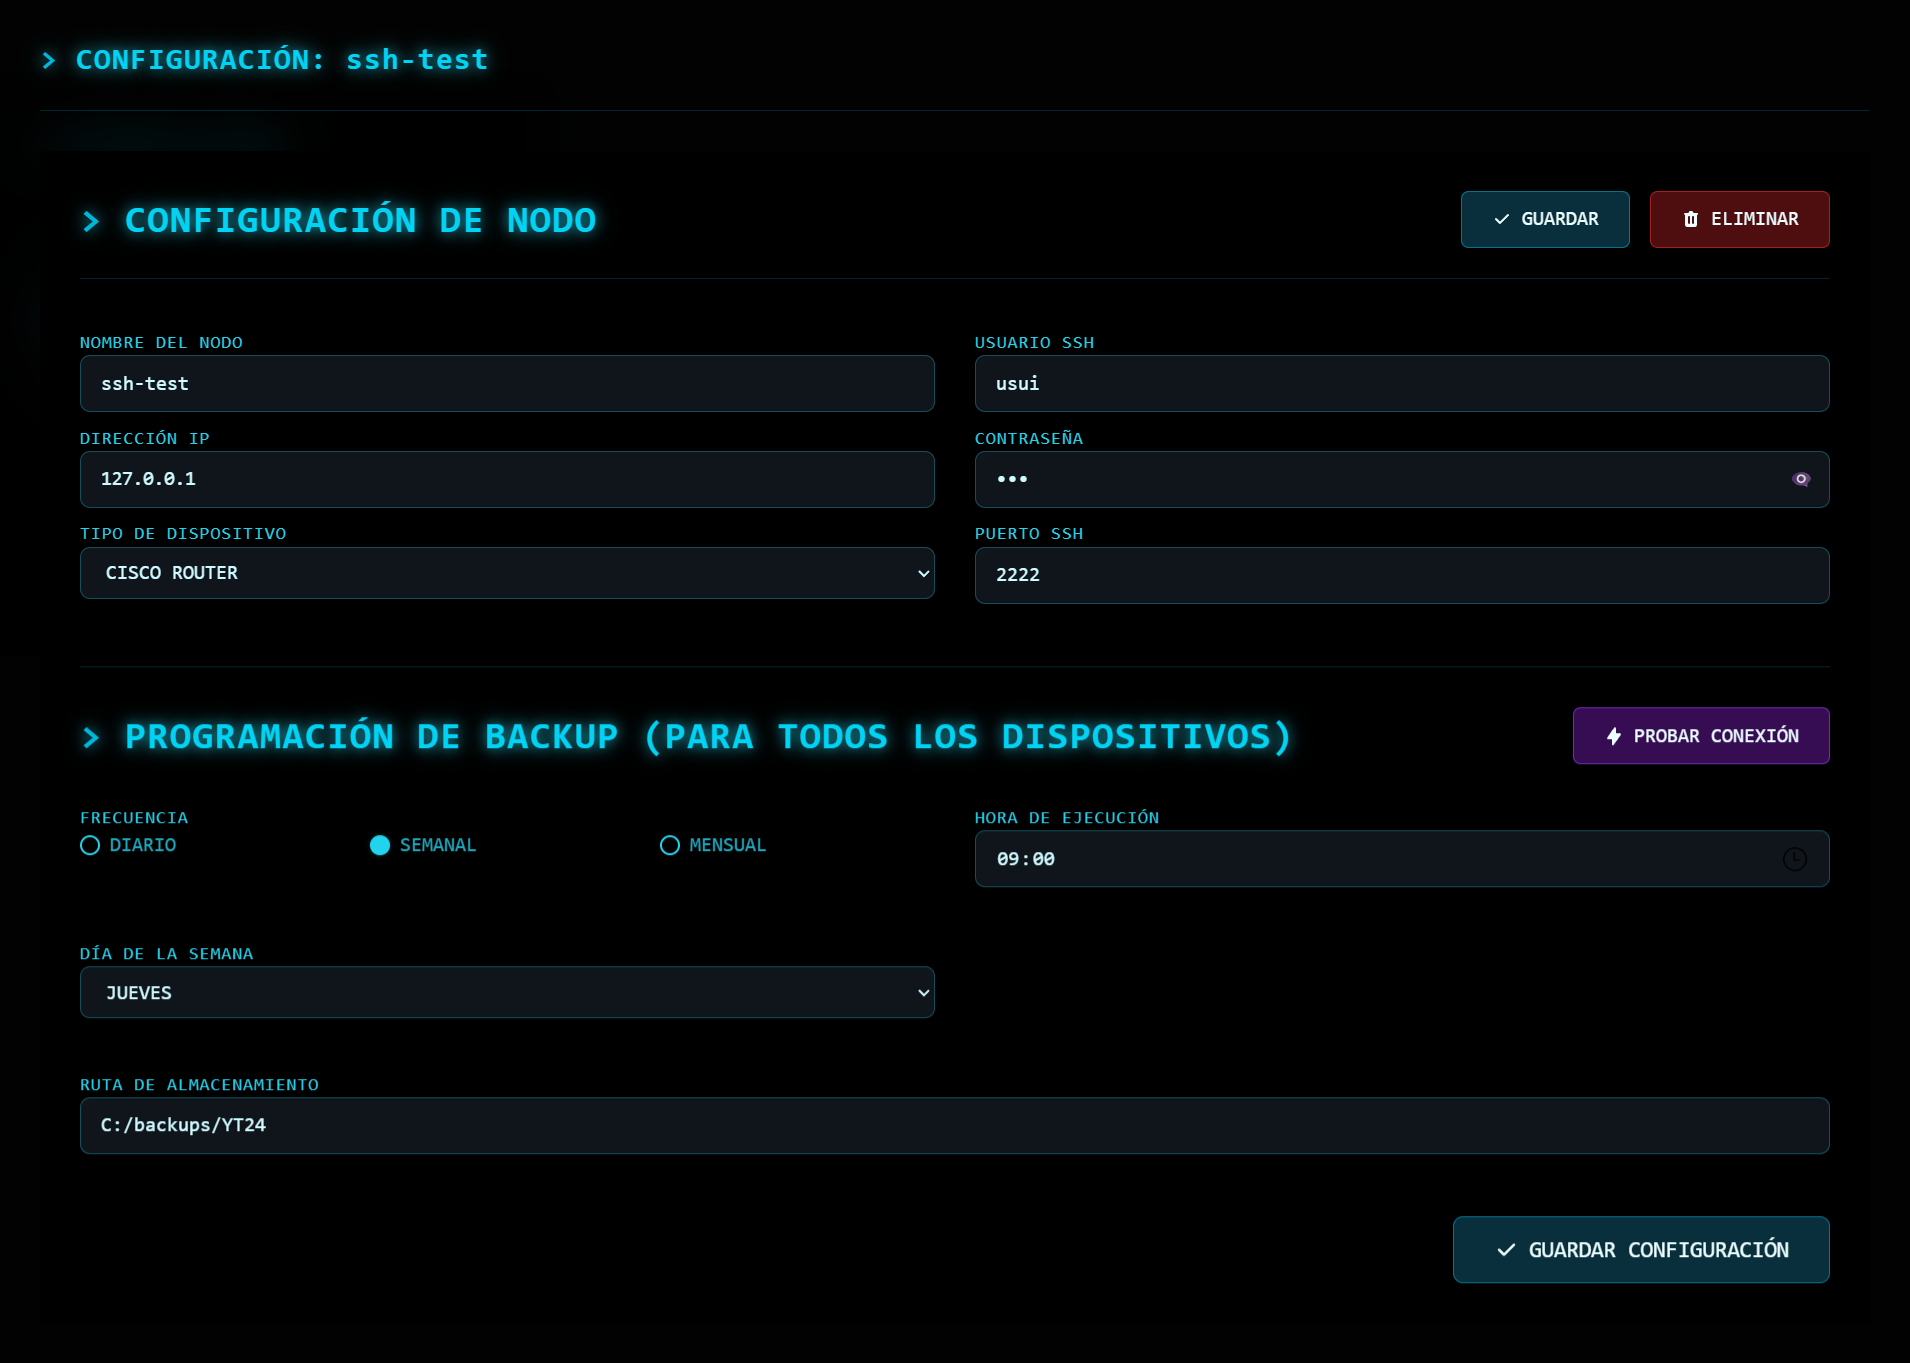 > CONFIGURACIÓN: ssh-test
> CONFIGURACIÓN DE NODO
GUARDAR
ELIMINAR
NOMBRE DEL NODO
ssh-test
USUARIO SSH
usui
DIRECCIÓN IP
127.0.0.1
CONTRASEÑA
•••
TIPO DE DISPOSITIVO
CISCO ROUTER
PUERTO SSH
2222
> PROGRAMACIÓN DE BACKUP (PARA TODOS LOS DISPOSITIVOS)
PROBAR CONEXIÓN
FRECUENCIA
DIARIO
SEMANAL
MENSUAL
HORA DE EJECUCIÓN
09:00
DÍA DE LA SEMANA
JUEVES
RUTA DE ALMACENAMIENTO
C:/backups/YT24
GUARDAR CONFIGURACIÓN